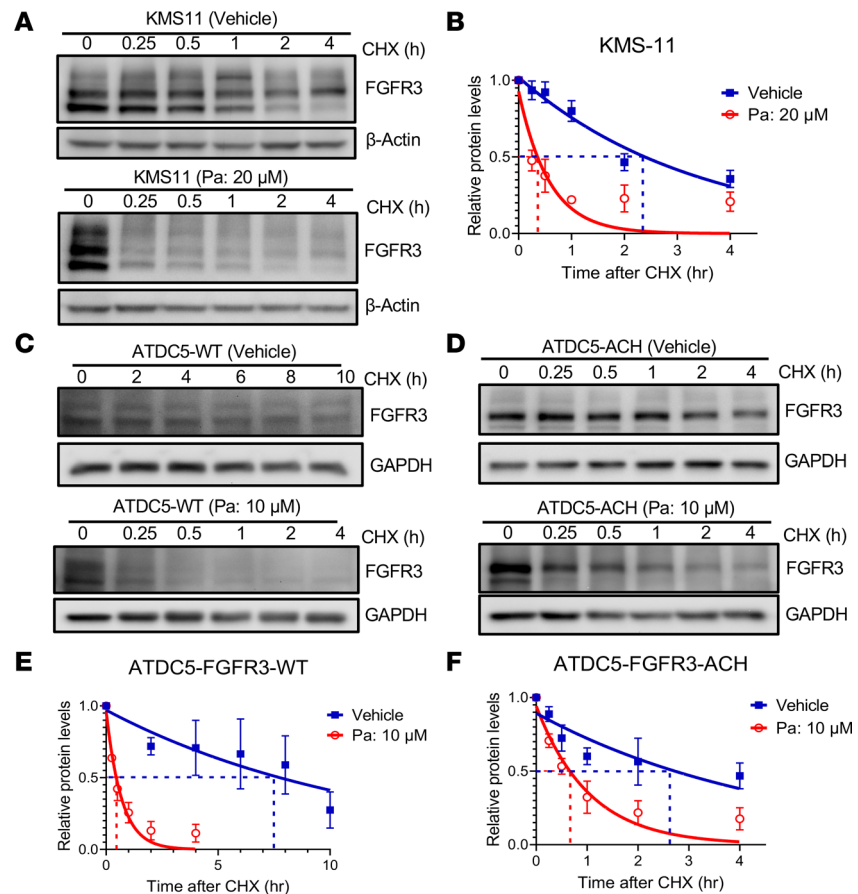 A
KMS11 (Vehicle)
0 0.25 0.5 1 2 4 CHX (h)
FGFR3
β-Actin
KMS11 (Pa: 20 µM)
0 0.25 0.5 1 2 4 CHX (h)
FGFR3
β-Actin
B
KMS-11
Relative protein levels
1.0
0.5
0.0
0 1 2 3 4
Time after CHX (hr)
Vehicle
Pa: 20 µM
C
ATDC5-WT (Vehicle)
0 2 4 6 8 10 CHX (h)
FGFR3
GAPDH
ATDC5-WT (Pa: 10 µM)
0 0.25 0.5 1 2 4 CHX (h)
FGFR3
GAPDH
D
ATDC5-ACH (Vehicle)
0 0.25 0.5 1 2 4 CHX (h)
FGFR3
GAPDH
ATDC5-ACH (Pa: 10 µM)
0 0.25 0.5 1 2 4 CHX (h)
FGFR3
GAPDH
E
ATDC5-FGFR3-WT
Relative protein levels
1.0
0.5
0.0
0 5 10
Time after CHX (hr)
Vehicle
Pa: 10 µM
F
ATDC5-FGFR3-ACH
Relative protein levels
1.0
0.5
0.0
0 1 2 3 4
Time after CHX (hr)
Vehicle
Pa: 10 µM